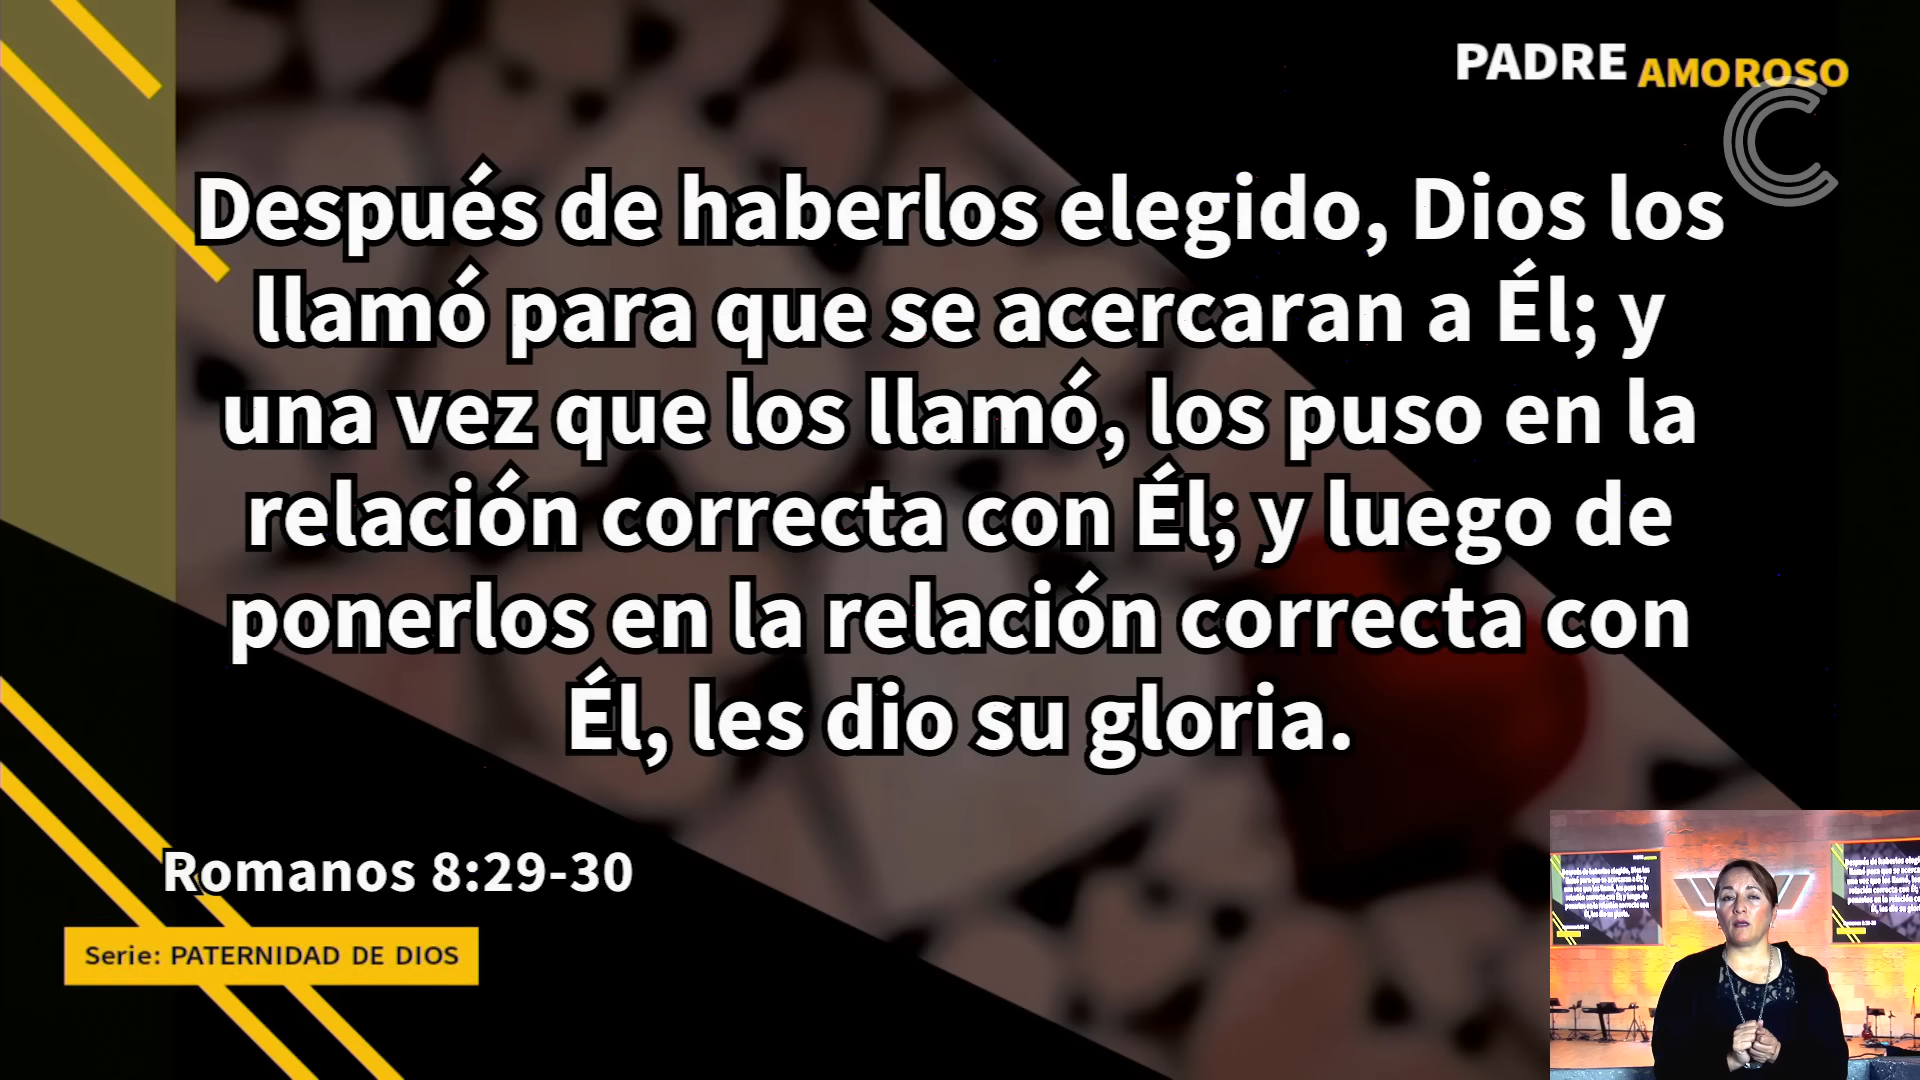 PADRE AMOROSO
Después de haberlos elegido, Dios los
llamó para que se acercaran a Él; y
una vez que los llamó, los puso en la
relación correcta con Él; y luego de
ponerlos en la relación correcta con
Él, les dio su gloria.
Romanos 8:29-30
Serie: PATERNIDAD DE DIOS